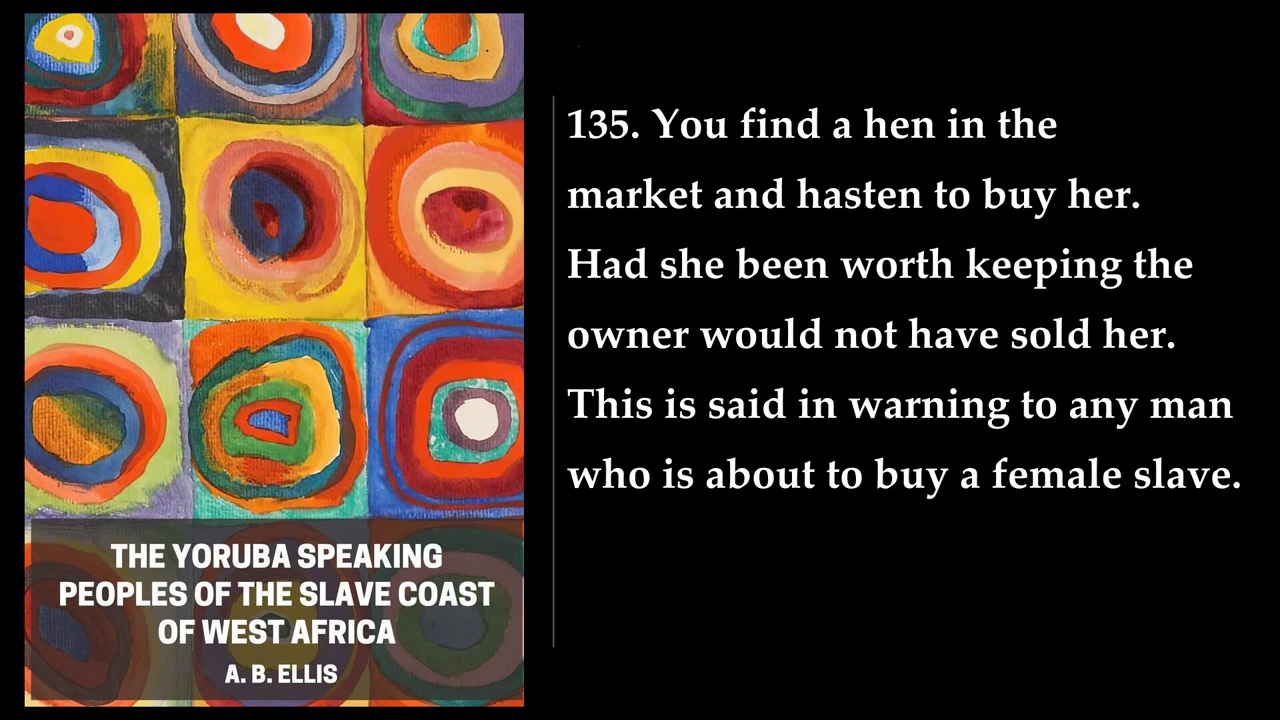 THE YORUBA SPEAKING
PEOPLES OF THE SLAVE COAST
OF WEST AFRICA
A. B. ELLIS
135. You find a hen in the
market and hasten to buy her.
Had she been worth keeping the
owner would not have sold her.
This is said in warning to any man
who is about to buy a female slave.